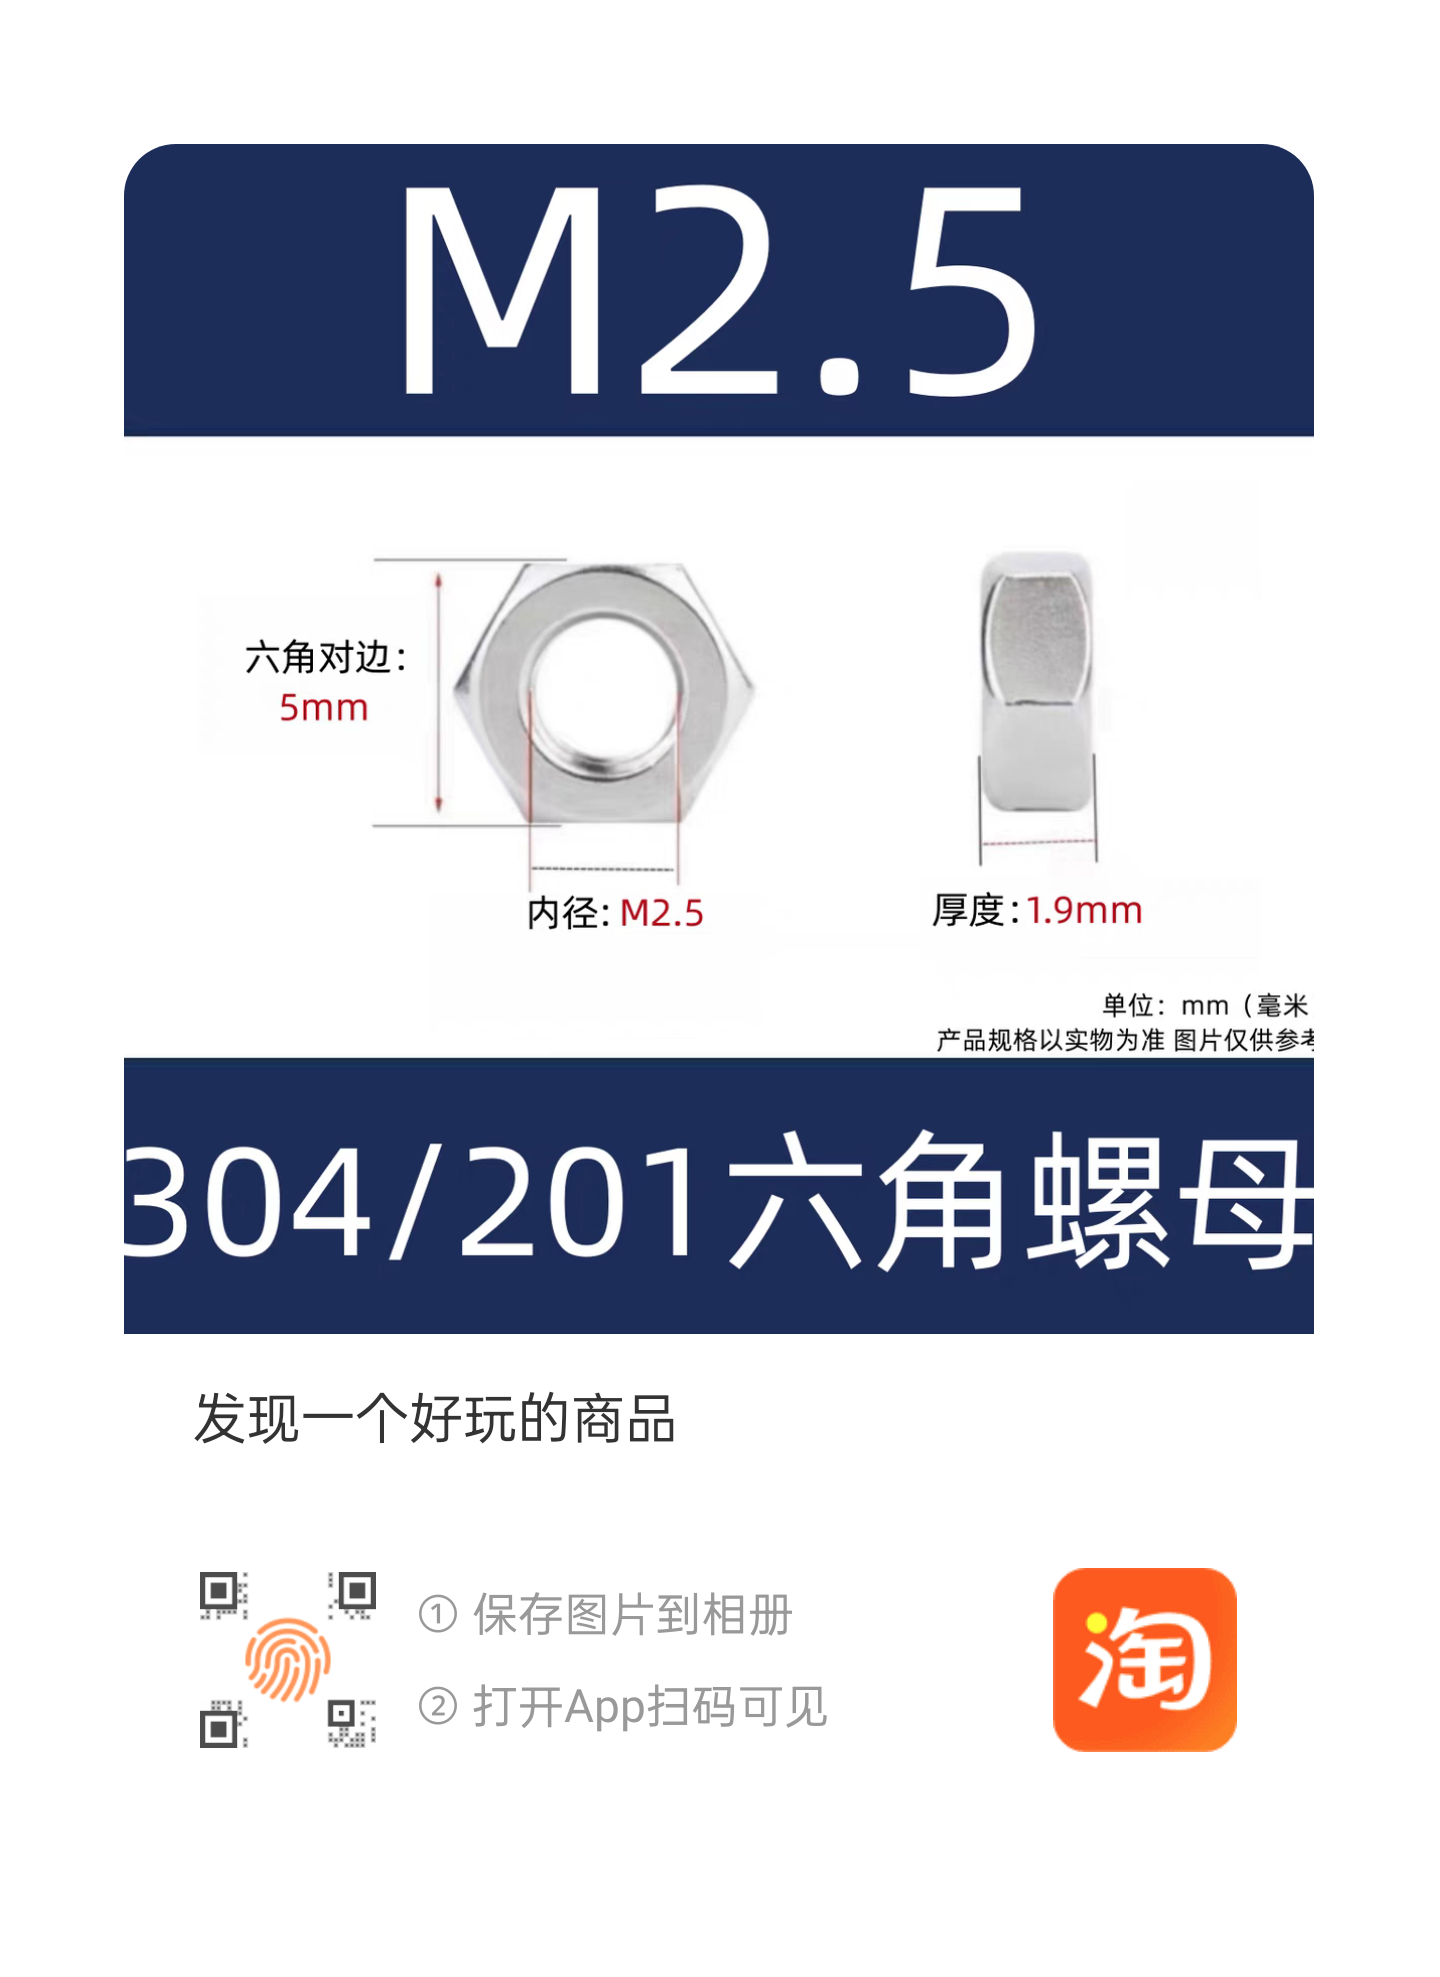 M2.5
六角对边：
5mm
内径：M2.5
厚度：1.9mm
单位：mm（毫米
产品规格以实物为准 图片仅供参考
304/201六角螺母
发现一个好玩的商品
① 保存图片到相册
② 打开App扫码可见
淘